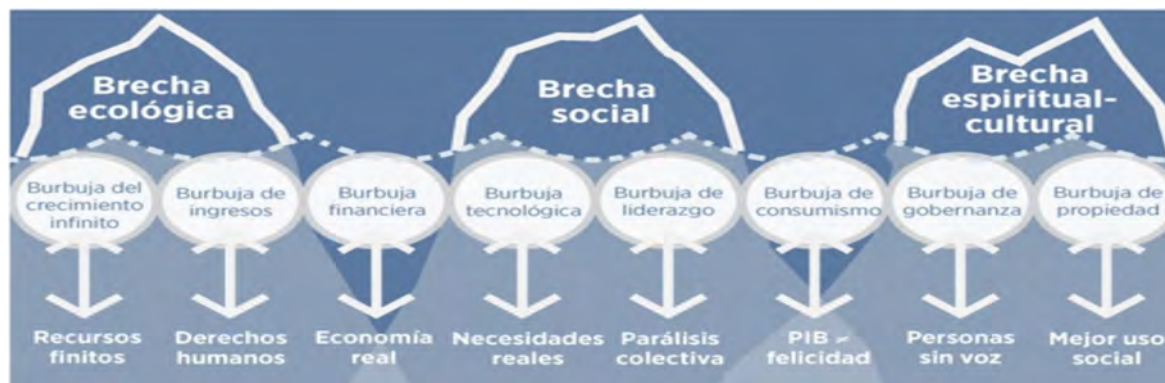 Brecha
ecológica
Brecha
social
Brecha
espiritual-
cultural
Burbuja del
crecimiento
infinito
Burbuja de
ingresos
Burbuja
financiera
Burbuja
tecnológica
Burbuja de
liderazgo
Burbuja de
consumismo
Burbuja de
gobernanza
Burbuja de
propiedad
Recursos
finitos
Derechos
humanos
Economía
real
Necesidades
reales
Parálisis
colectiva
PIB ≠
felicidad
Personas
sin voz
Mejor uso
social